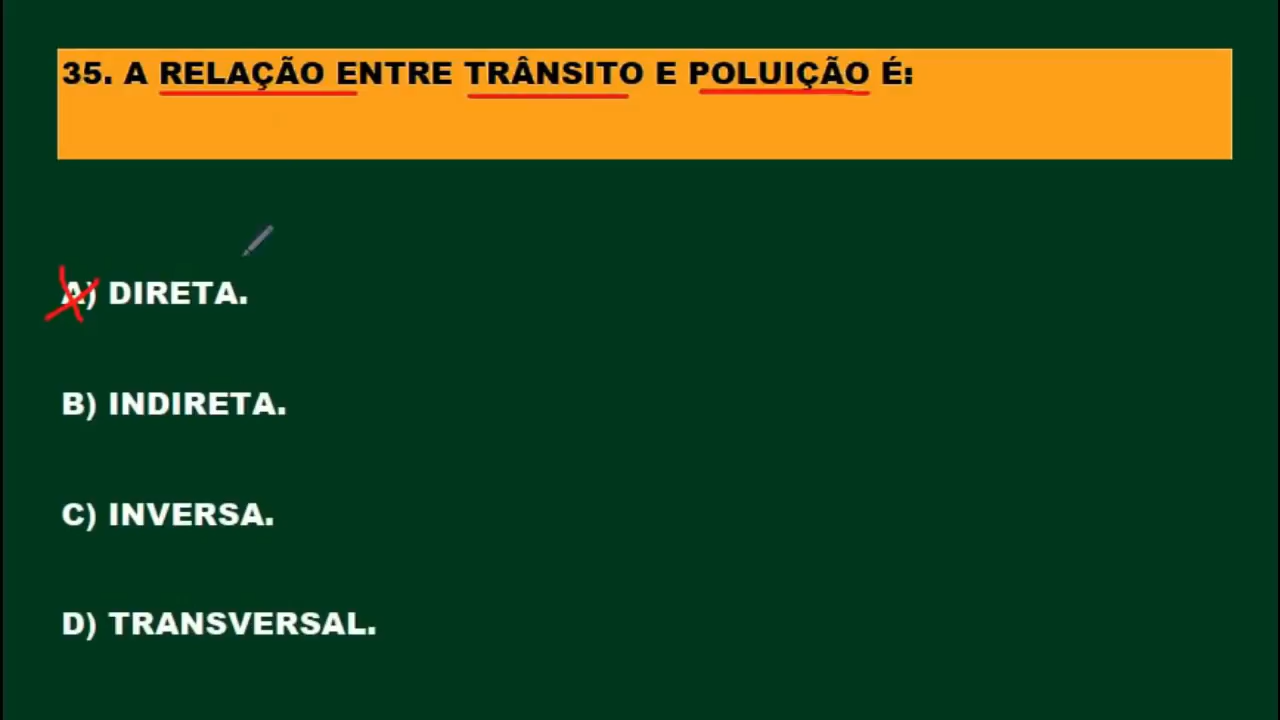 35. A RELAÇÃO ENTRE TRÂNSITO E POLUIÇÃO É:
A) DIRETA.
B) INDIRETA.
C) INVERSA.
D) TRANSVERSAL.